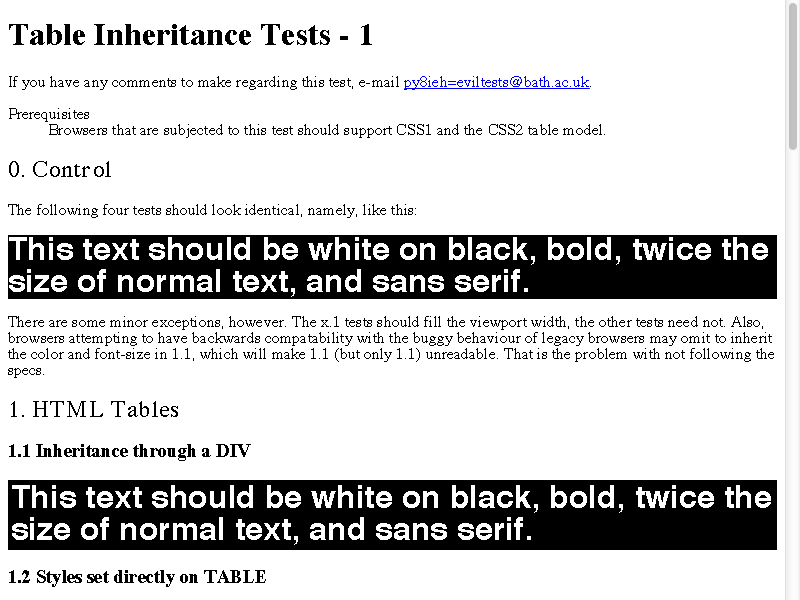 Table Inheritance Tests - 1
If you have any comments to make regarding this test, e-mail py8ieh=eviltests@bath.ac.uk.
Prerequisites
Browsers that are subjected to this test should support CSS1 and the CSS2 table model.
0. Control
The following four tests should look identical, namely, like this:
This text should be white on black, bold, twice the
size of normal text, and sans serif.
There are some minor exceptions, however. The x.1 tests should fill the viewport width, the other tests need not. Also,
browsers attempting to have backwards compatability with the buggy behaviour of legacy browsers may omit to inherit
the color and font-size in 1.1, which will make 1.1 (but only 1.1) unreadable. That is the problem with not following the
specs.
1. HTML Tables
1.1 Inheritance through a DIV
This text should be white on black, bold, twice the
size of normal text, and sans serif.
1.2 Styles set directly on TABLE